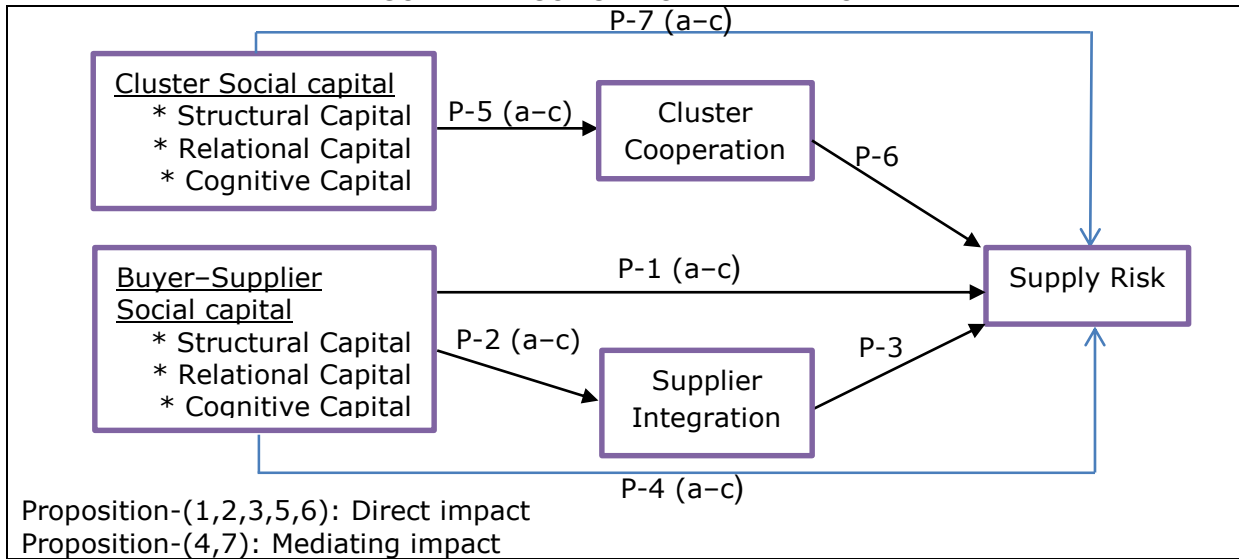 P-7 (a–c)
Cluster Social capital
* Structural Capital
* Relational Capital
* Cognitive Capital
P-5 (a–c)
Cluster
Cooperation
P-6
Buyer–Supplier
Social capital
* Structural Capital
* Relational Capital
* Cognitive Capital
P-1 (a–c)
P-2 (a–c)
Supplier
Integration
P-3
Supply Risk
P-4 (a–c)
Proposition-(1,2,3,5,6): Direct impact
Proposition-(4,7): Mediating impact